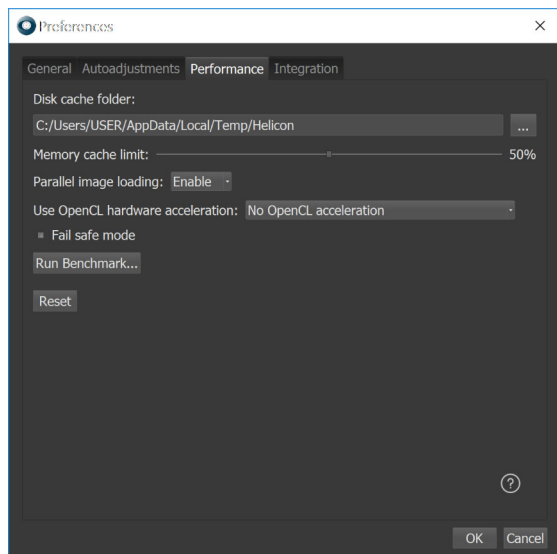 Preferences
General Autoadjustments Performance Integration
Disk cache folder:
C:/Users/USER/AppData/Local/Temp/Helicon ...
Memory cache limit: 50%
Parallel image loading: Enable
Use OpenCL hardware acceleration: No OpenCL acceleration
Fail safe mode
Run Benchmark...
Reset
?
OK Cancel